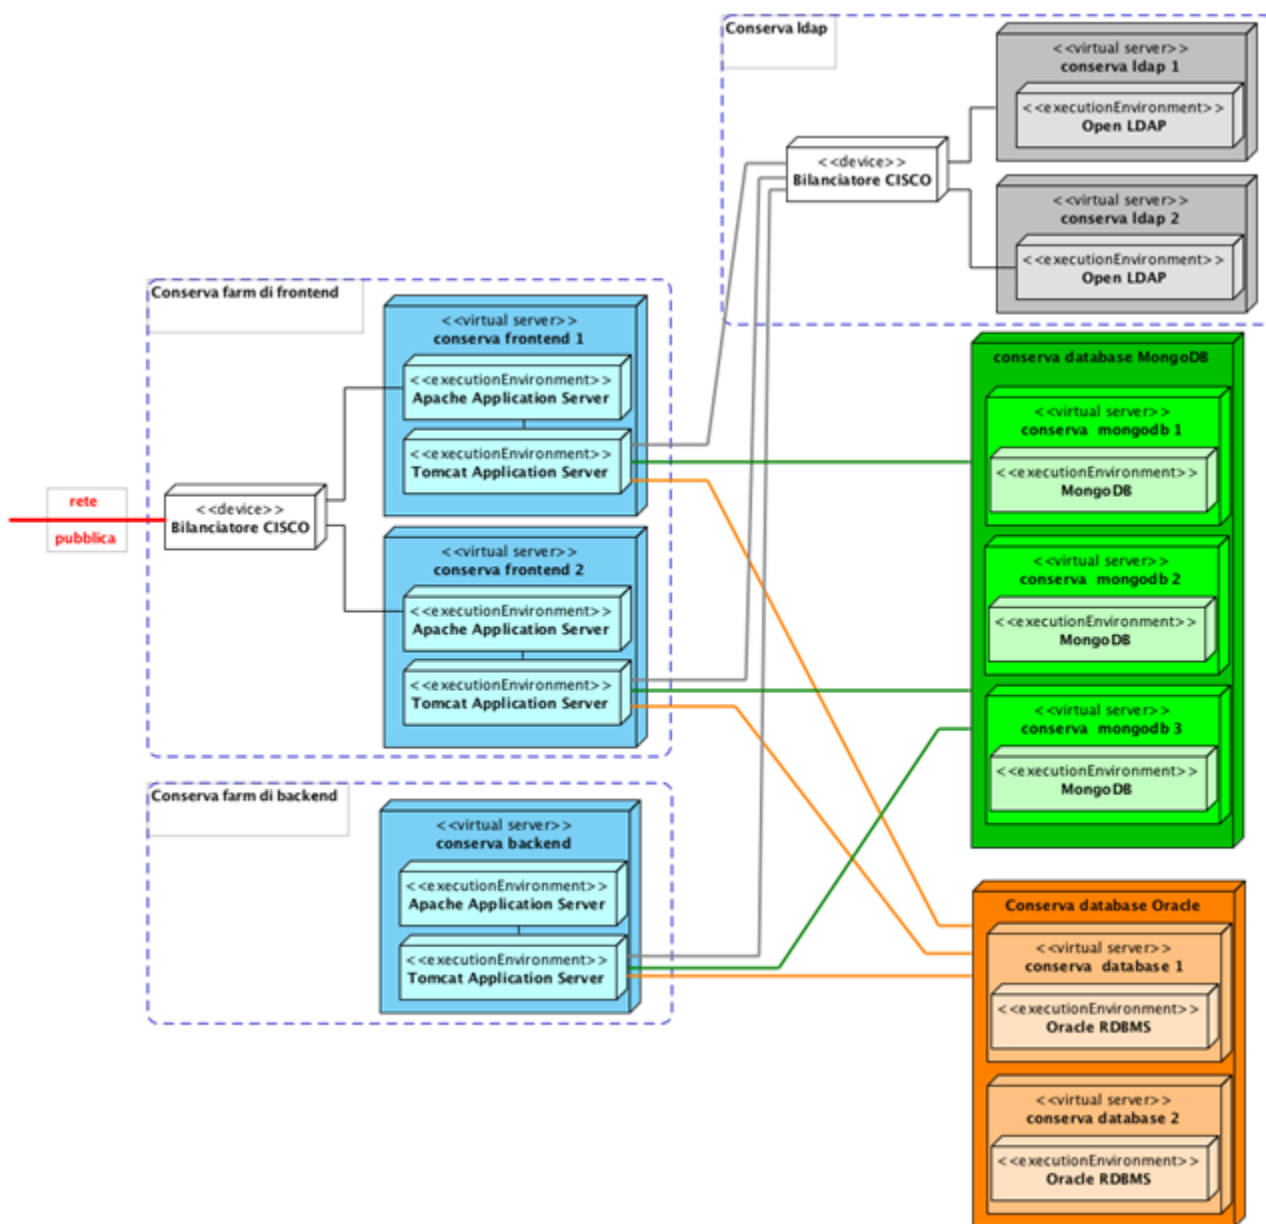 Conserva ldap
<<virtual server>>
conserva ldap 1
<<executionEnvironment>>
Open LDAP
<<device>>
Bilanciatore CISCO
<<virtual server>>
conserva ldap 2
<<executionEnvironment>>
Open LDAP
Conserva farm di frontend
<<virtual server>>
conserva frontend 1
<<executionEnvironment>>
Apache Application Server
<<executionEnvironment>>
Tomcat Application Server
rete
pubblica
<<device>>
Bilanciatore CISCO
<<virtual server>>
conserva frontend 2
<<executionEnvironment>>
Apache Application Server
<<executionEnvironment>>
Tomcat Application Server
conserva database MongoDB
<<virtual server>>
conserva mongodb 1
<<executionEnvironment>>
MongoDB
<<virtual server>>
conserva mongodb 2
<<executionEnvironment>>
MongoDB
<<virtual server>>
conserva mongodb 3
<<executionEnvironment>>
MongoDB
Conserva farm di backend
<<virtual server>>
conserva backend
<<executionEnvironment>>
Apache Application Server
<<executionEnvironment>>
Tomcat Application Server
Conserva database Oracle
<<virtual server>>
conserva database 1
<<executionEnvironment>>
Oracle RDBMS
<<virtual server>>
conserva database 2
<<executionEnvironment>>
Oracle RDBMS